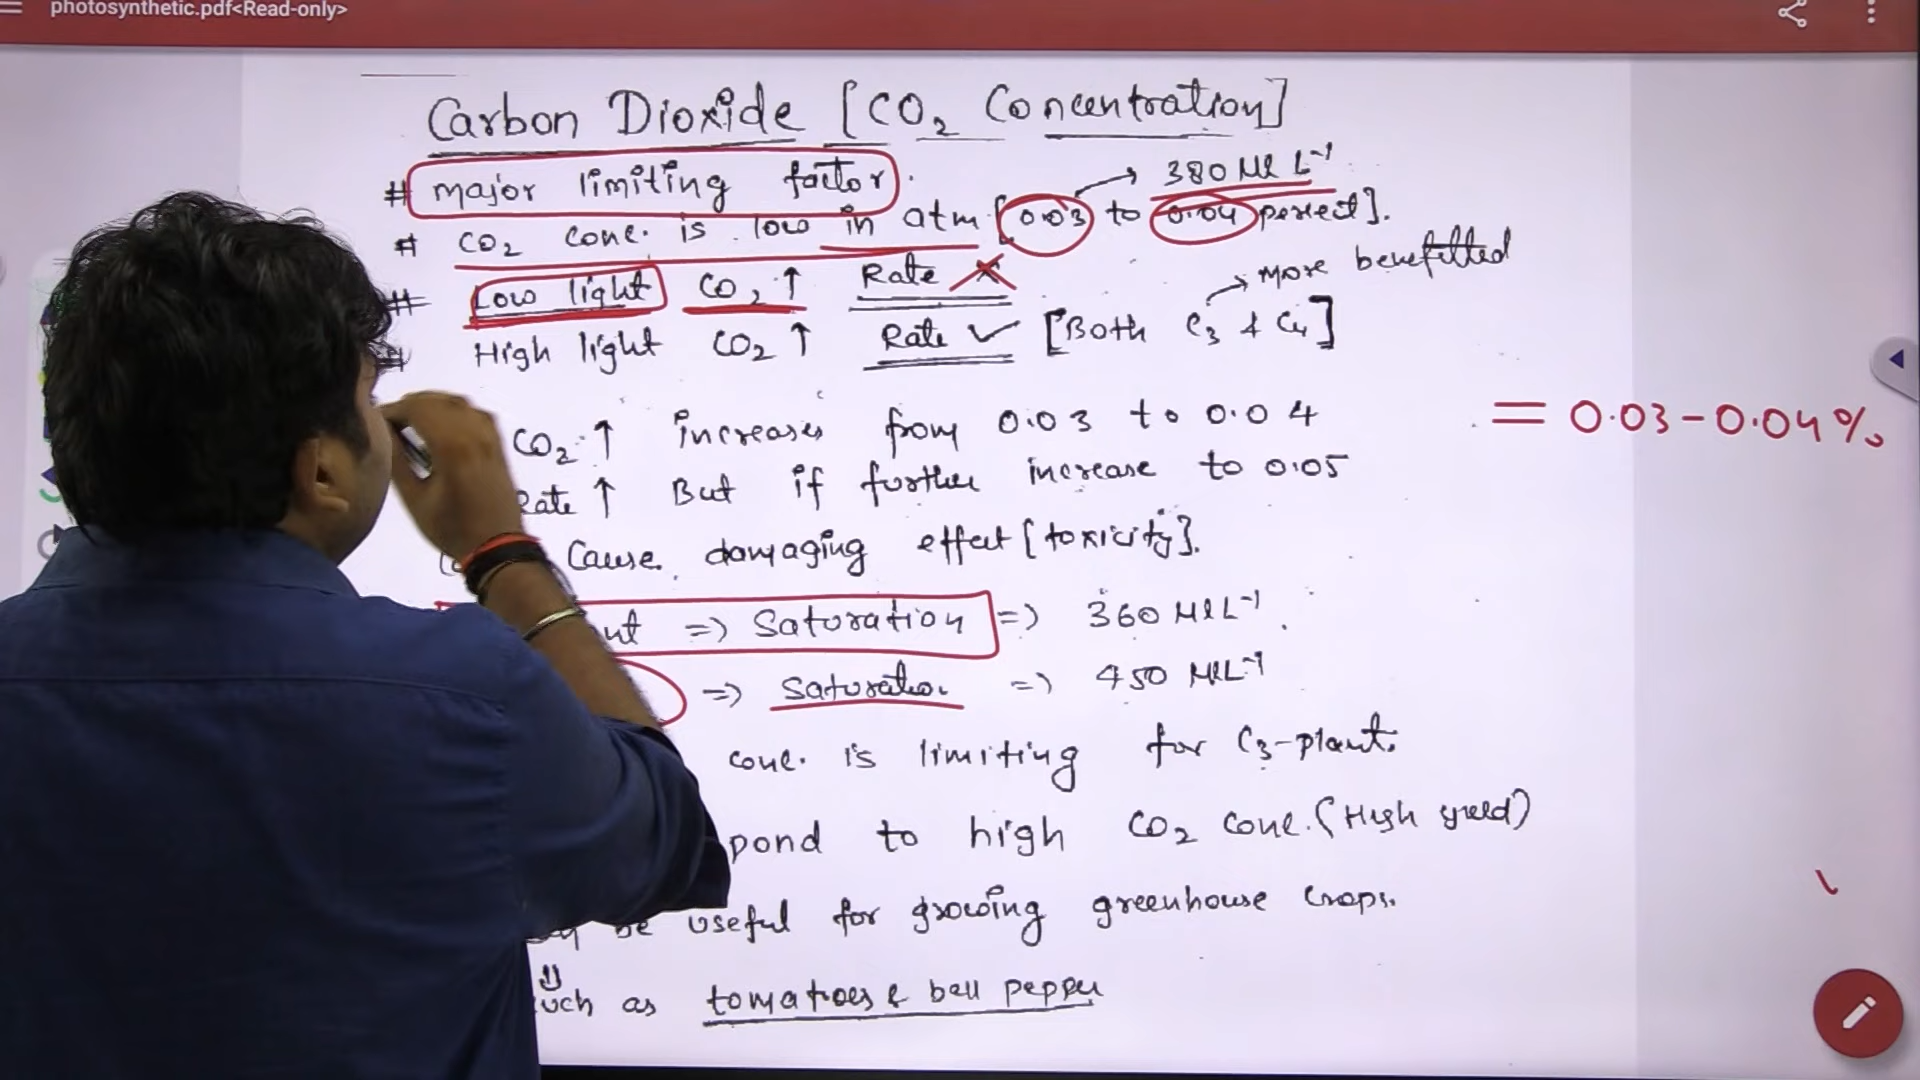 photosynthetic.pdf<Read-only>
Carbon Dioxide [CO₂ Concentration]
# major limiting factor.
→ 380 μl L⁻¹
# CO₂ conc. is low in atm [0.03 to 0.04 percect].
# Low light CO₂↑ Rate ✗
→ More benefitted
# High light CO₂↑ Rate ✓ [Both C₃ & C₄]
CO₂↑ increases from 0.03 to 0.04
= 0.03-0.04%
Rate ↑ But if further increase to 0.05
Cause damaging effect [toxicity].
=> Saturation => 360 μl L⁻¹.
=> Saturation => 450 μl L⁻¹
conc. is limiting for C₃-plant.
pond to high CO₂ conc. (High yield)
be useful for growing greenhouse crops.
uch as tomatoes & bell pepper